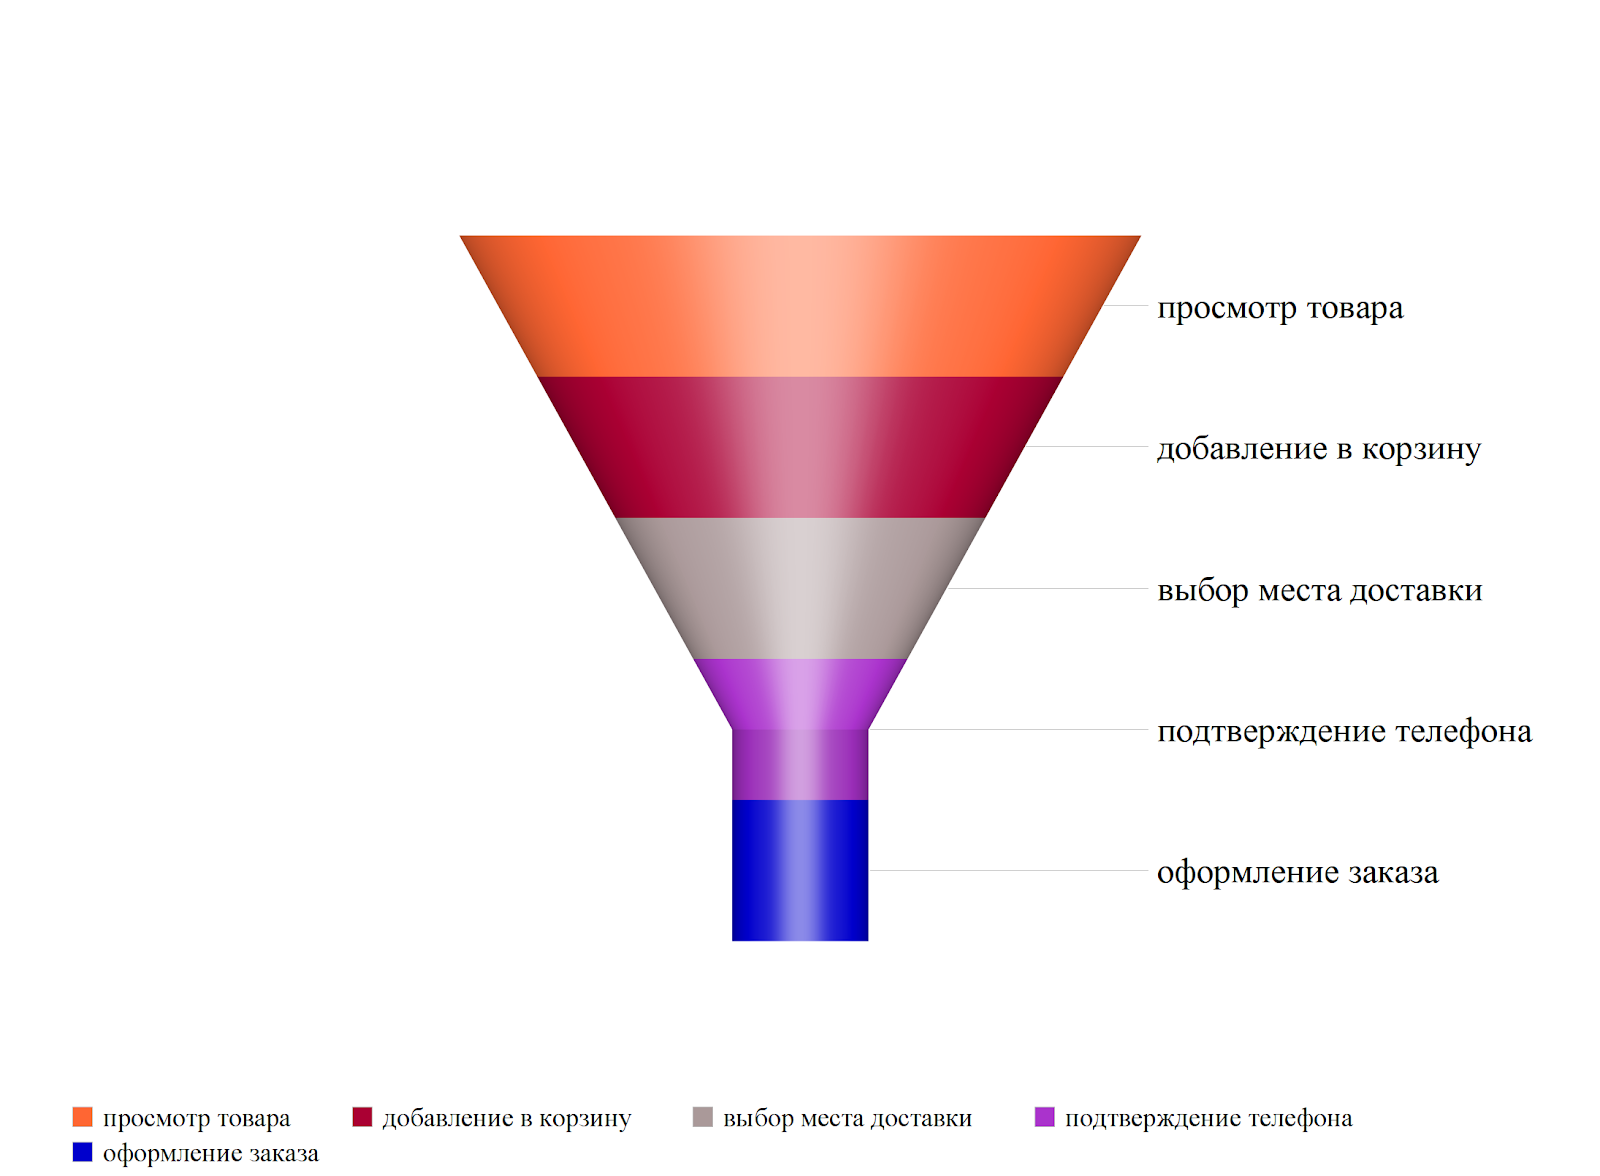 просмотр товара
добавление в корзину
выбор места доставки
подтверждение телефона
оформление заказа
просмотр товара
добавление в корзину
выбор места доставки
подтверждение телефона
оформление заказа